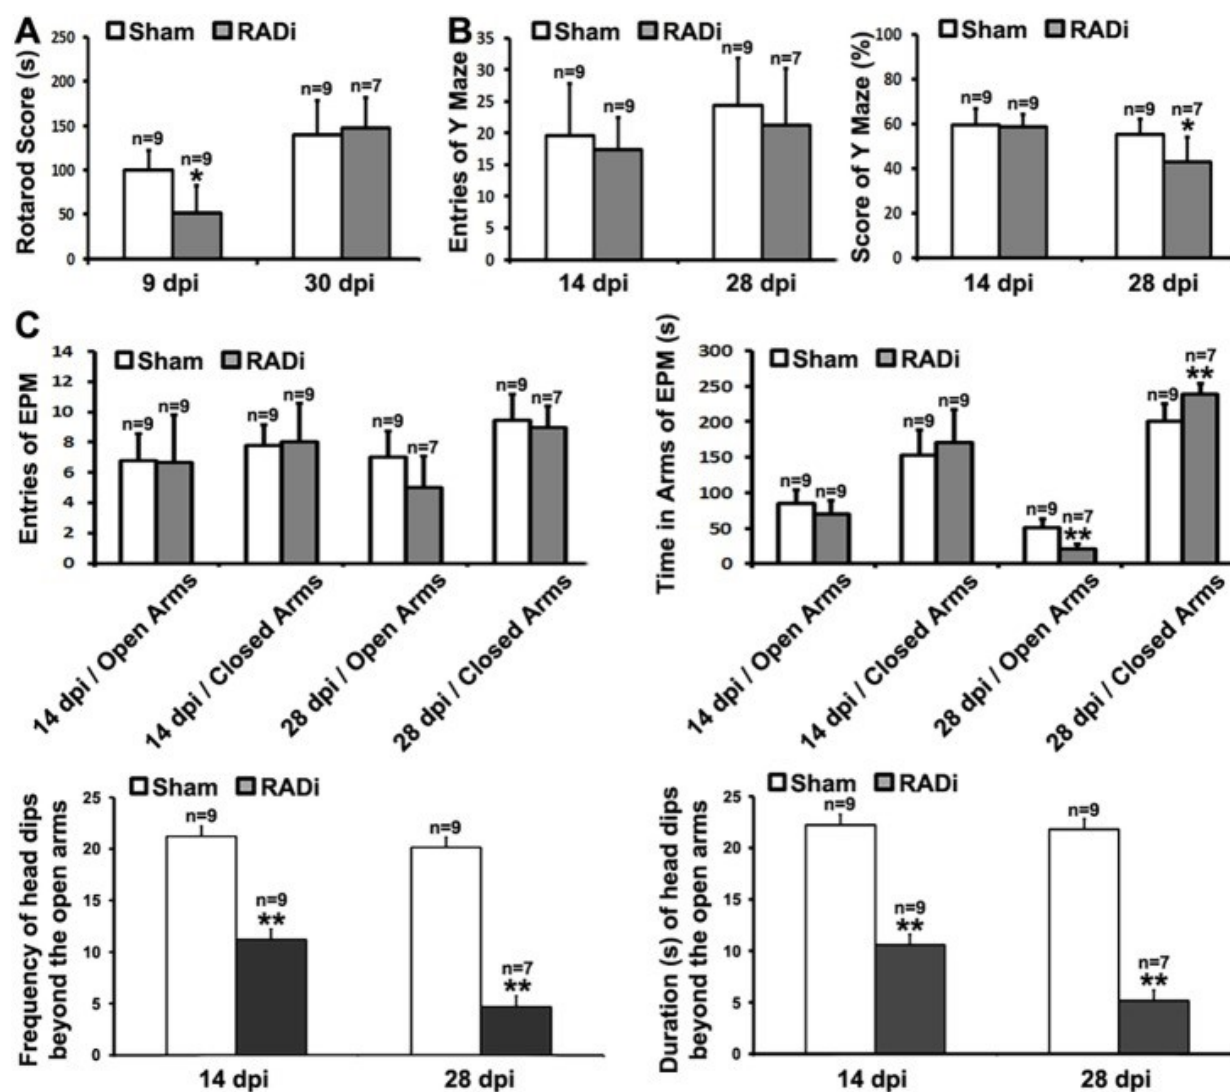 A
Sham RADi
Rotarod Score (s)
250
200
150
100
50
0
n=9
n=9
*
n=9
n=7
9 dpi
30 dpi
B
Sham RADi
Entries of Y Maze
35
30
25
20
15
10
5
0
n=9
n=9
n=9
n=7
14 dpi
28 dpi
Sham RADi
Score of Y Maze (%)
100
80
60
40
20
0
n=9
n=9
n=9
n=7
*
14 dpi
28 dpi
C
Sham RADi
Entries of EPM
14
12
10
8
6
4
2
0
n=9
n=9
n=9
n=9
n=9
n=7
n=9
n=7
14 dpi / Open Arms
14 dpi / Closed Arms
28 dpi / Open Arms
28 dpi / Closed Arms
Sham RADi
Time in Arms of EPM (s)
300
250
200
150
100
50
0
n=9
n=9
n=9
n=9
n=9
n=7
**
n=9
n=7
**
14 dpi / Open Arms
14 dpi / Closed Arms
28 dpi / Open Arms
28 dpi / Closed Arms
Sham RADi
Frequency of head dips
beyond the open arms
25
20
15
10
5
0
n=9
n=9
**
n=9
n=7
**
14 dpi
28 dpi
Sham RADi
Duration (s) of head dips
beyond the open arms
25
20
15
10
5
0
n=9
n=9
**
n=9
n=7
**
14 dpi
28 dpi